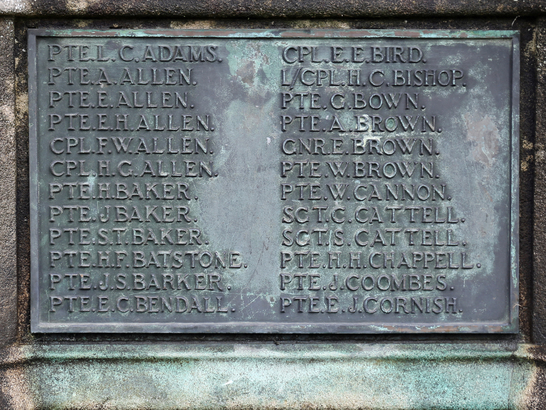 PTE.L.C.ADAMS.
PTE.A.ALLEN.
PTE.E.ALLEN.
PTE.E.H.ALLEN.
CPL.F.W.ALLEN.
CPL.H.G.ALLEN.
PTE.H.BAKER.
PTE.J.BAKER.
PTE.S.T.BAKER.
PTE.H.F.BATSTONE.
PTE.J.S.BARKER.
PTE.E.G.BENDALL.
CPL.E.E.BIRD.
L/CPL.H.C.BISHOP.
PTE.G.BOWN.
PTE.A.BROWN.
GNR.E.BROWN.
PTE.W.BROWN.
PTE.W.CANNON.
SGT.C.CATTELL.
SGT.S.CATTELL.
PTE.H.H.CHAPPELL.
PTE.J.COOMBES.
PTE.E.J.CORNISH.